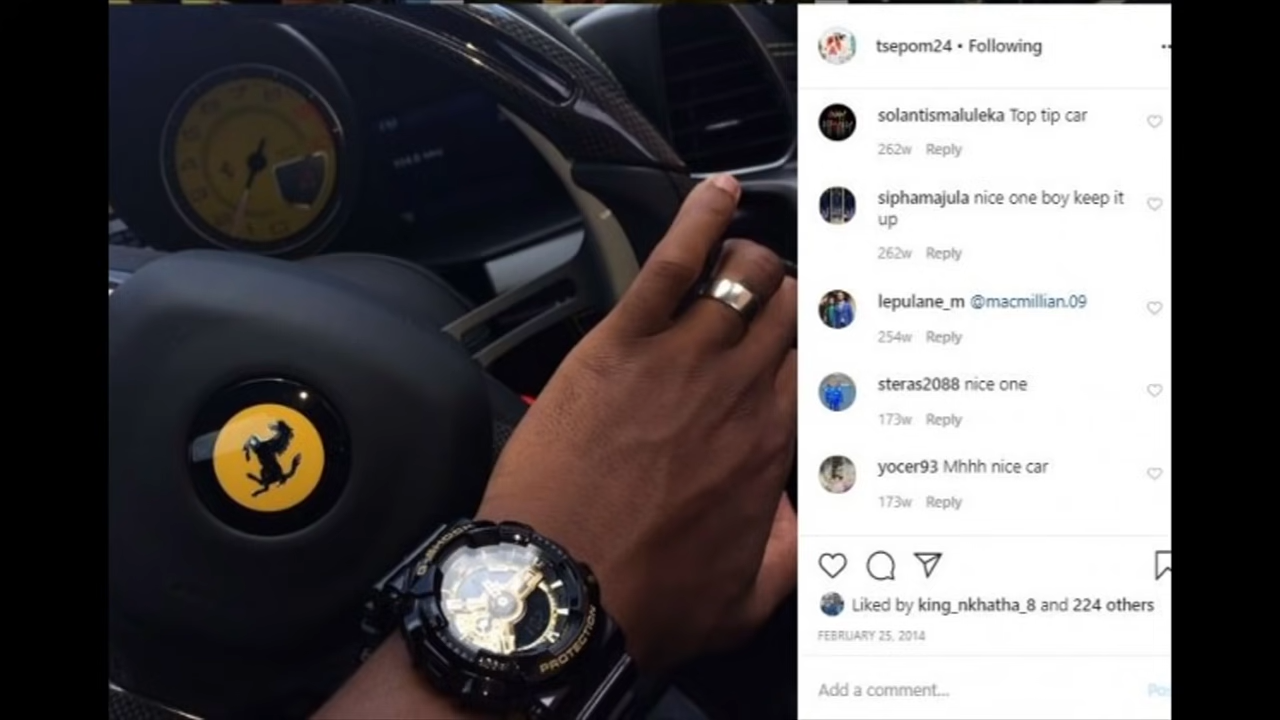 tsepom24 • Following
solantismaluleka Top tip car
262w Reply
siphamajula nice one boy keep it
up
262w Reply
lepulane_m @macmillian.09
254w Reply
steras2088 nice one
173w Reply
yocer93 Mhhh nice car
173w Reply
Liked by king_nkhatha_8 and 224 others
FEBRUARY 25, 2014
Add a comment...
G-SHOCK
PROTECTION